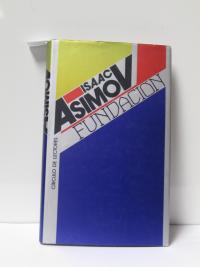 ISAAC
ASIMOV
FUNDACION
ASIMOV
CIRCULO DE LECTORES